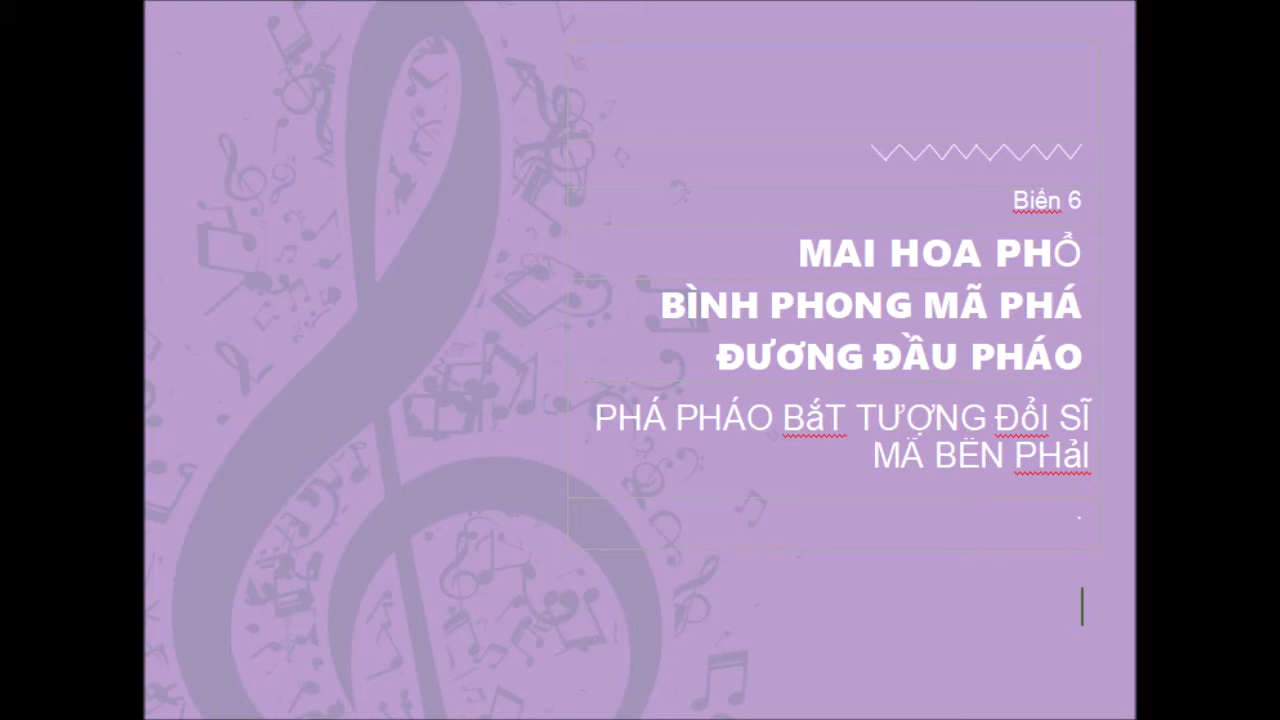 Biến 6
MAI HOA PHỔ
BÌNH PHONG MÃ PHÁ
ĐƯƠNG ĐẦU PHÁO
PHÁ PHÁO BắT TƯỢNG ĐổI SĨ
MÃ BÊN PHảI
.